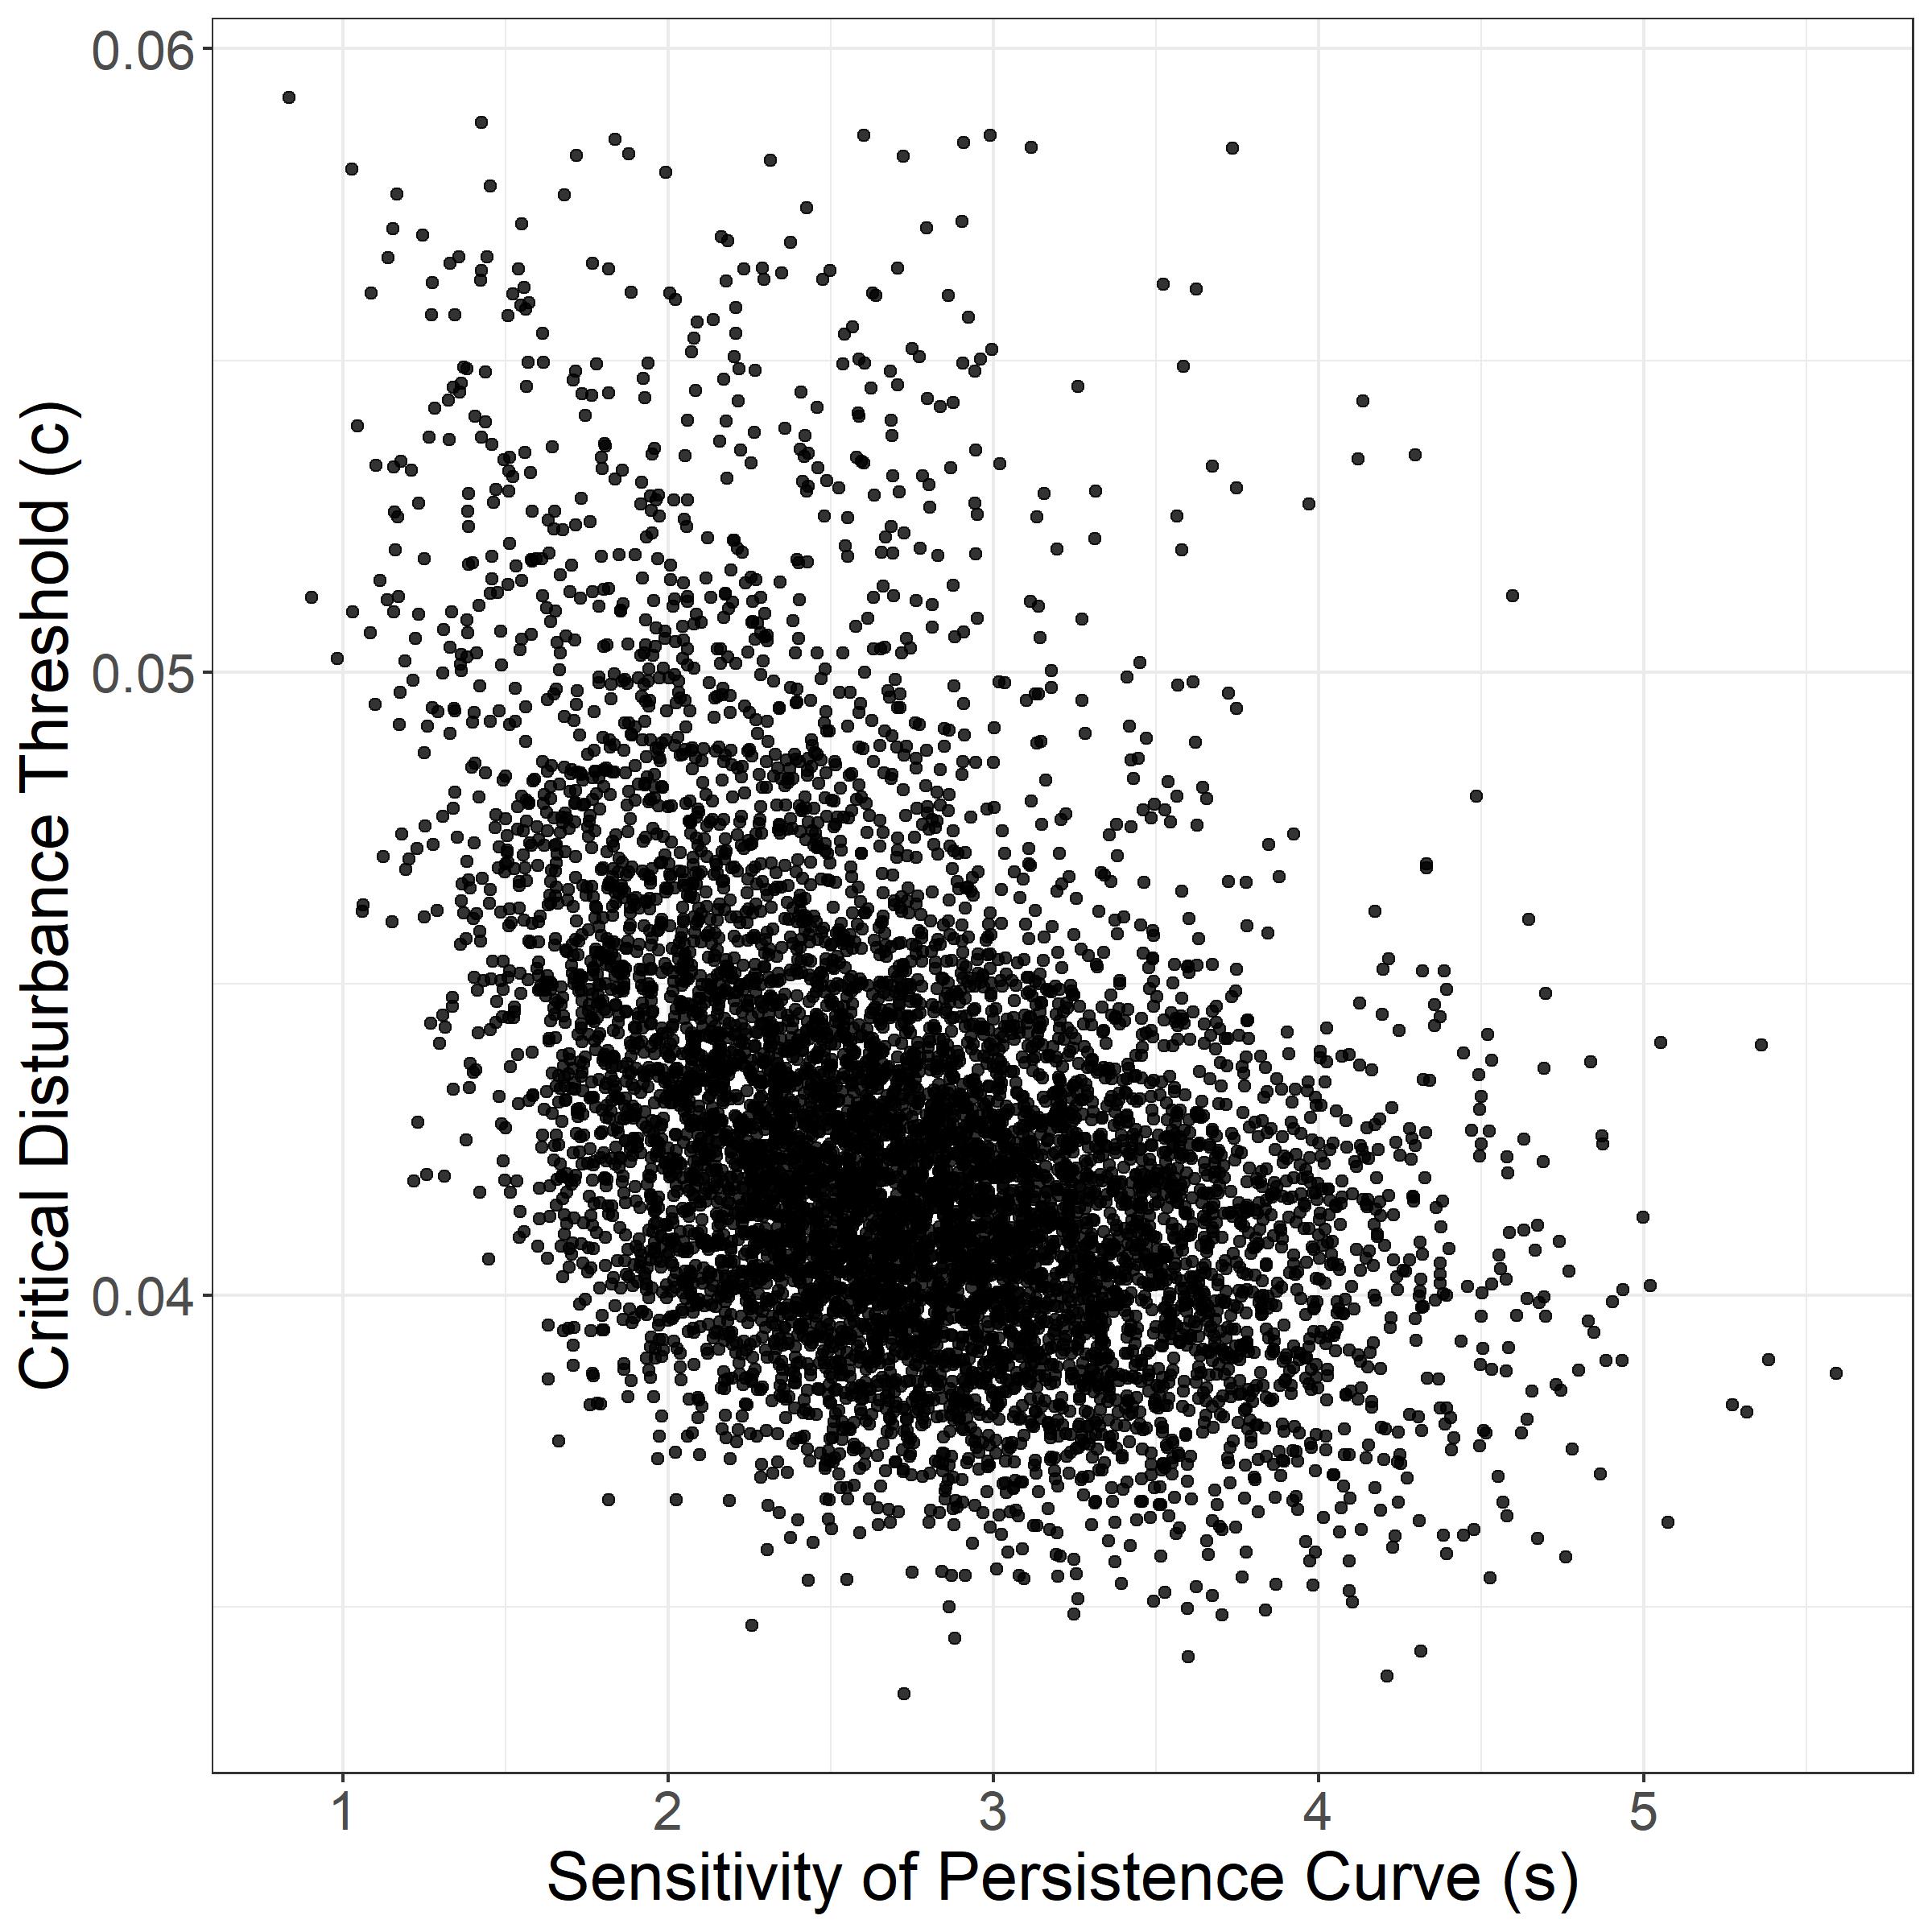 0.06
0.05
0.04
Critical Disturbance Threshold (c)
1 2 3 4 5
Sensitivity of Persistence Curve (s)